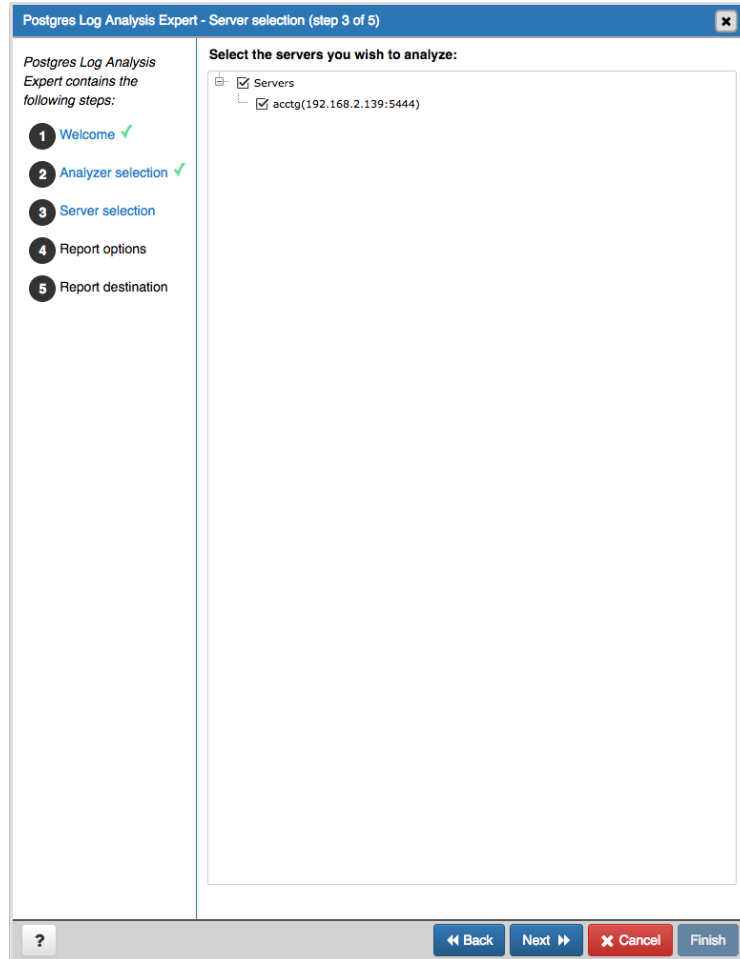 Postgres Log Analysis Expert - Server selection (step 3 of 5)
Postgres Log Analysis
Expert contains the
following steps:
1 Welcome
2 Analyzer selection
3 Server selection
4 Report options
5 Report destination
Select the servers you wish to analyze:
Servers
acctg(192.168.2.139:5444)
?
Back
Next
Cancel
Finish